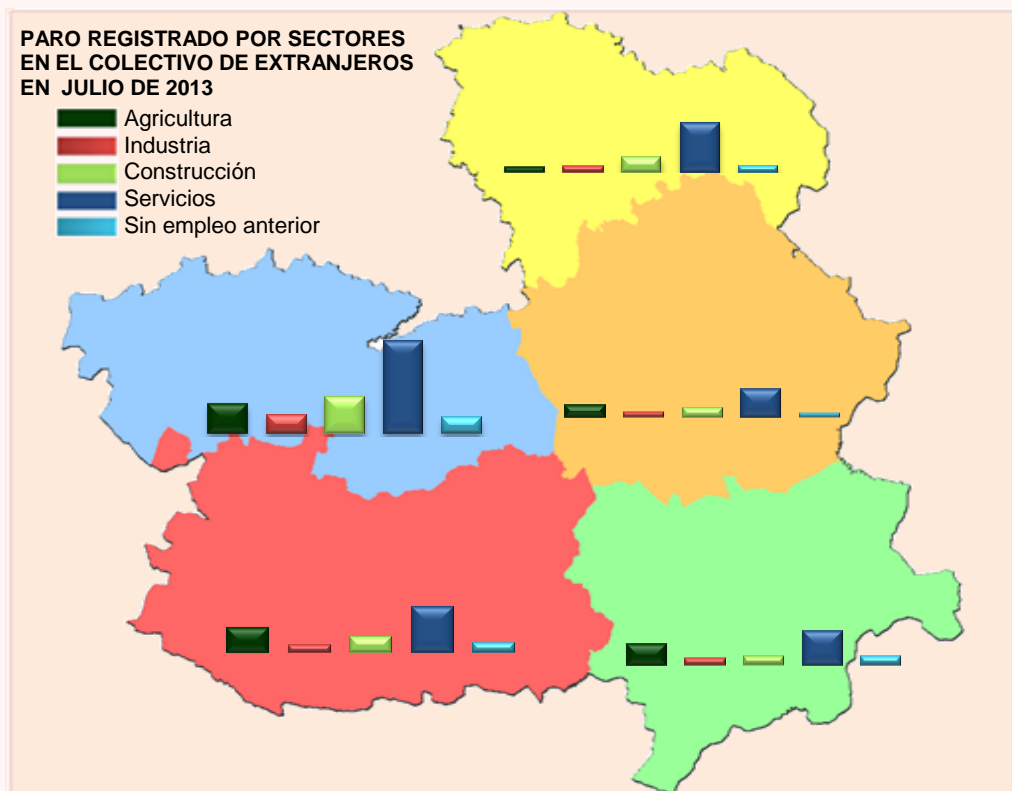 PARO REGISTRADO POR SECTORES
EN EL COLECTIVO DE EXTRANJEROS
EN JULIO DE 2013
Agricultura
Industria
Construcción
Servicios
Sin empleo anterior